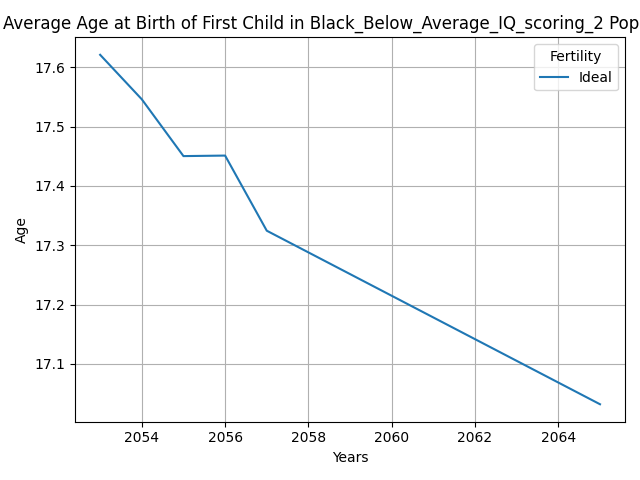 Average Age at Birth of First Child in Black_Below_Average_IQ_scoring_2 Pop
Fertility
Ideal
17.6
17.5
17.4
17.3
17.2
17.1
Age
2054 2056 2058 2060 2062 2064
Years